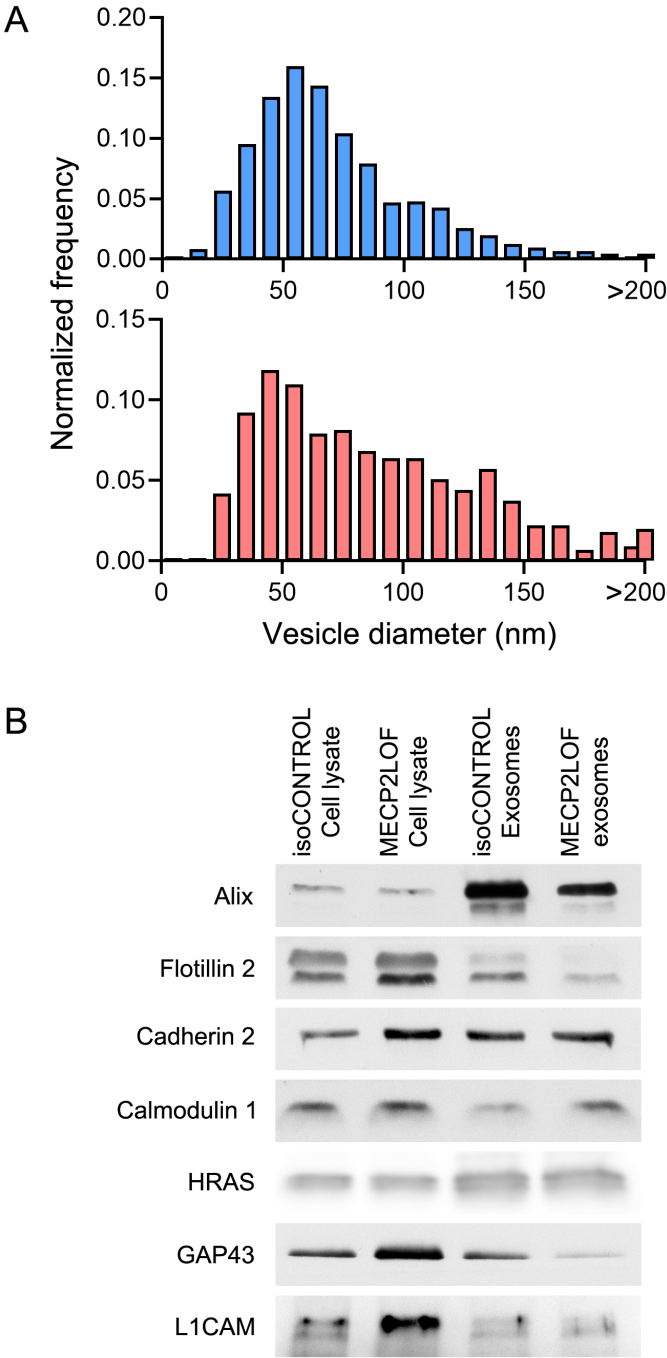 A
Normalized frequency
0.20
0.15
0.10
0.05
0.00
0 50 100 150 >200
0.15
0.10
0.05
0.00
0 50 100 150 >200
Vesicle diameter (nm)
B
isoCONTROL
Cell lysate
MECP2LOF
Cell lysate
isoCONTROL
Exosomes
MECP2LOF
exosomes
Alix
Flotillin 2
Cadherin 2
Calmodulin 1
HRAS
GAP43
L1CAM